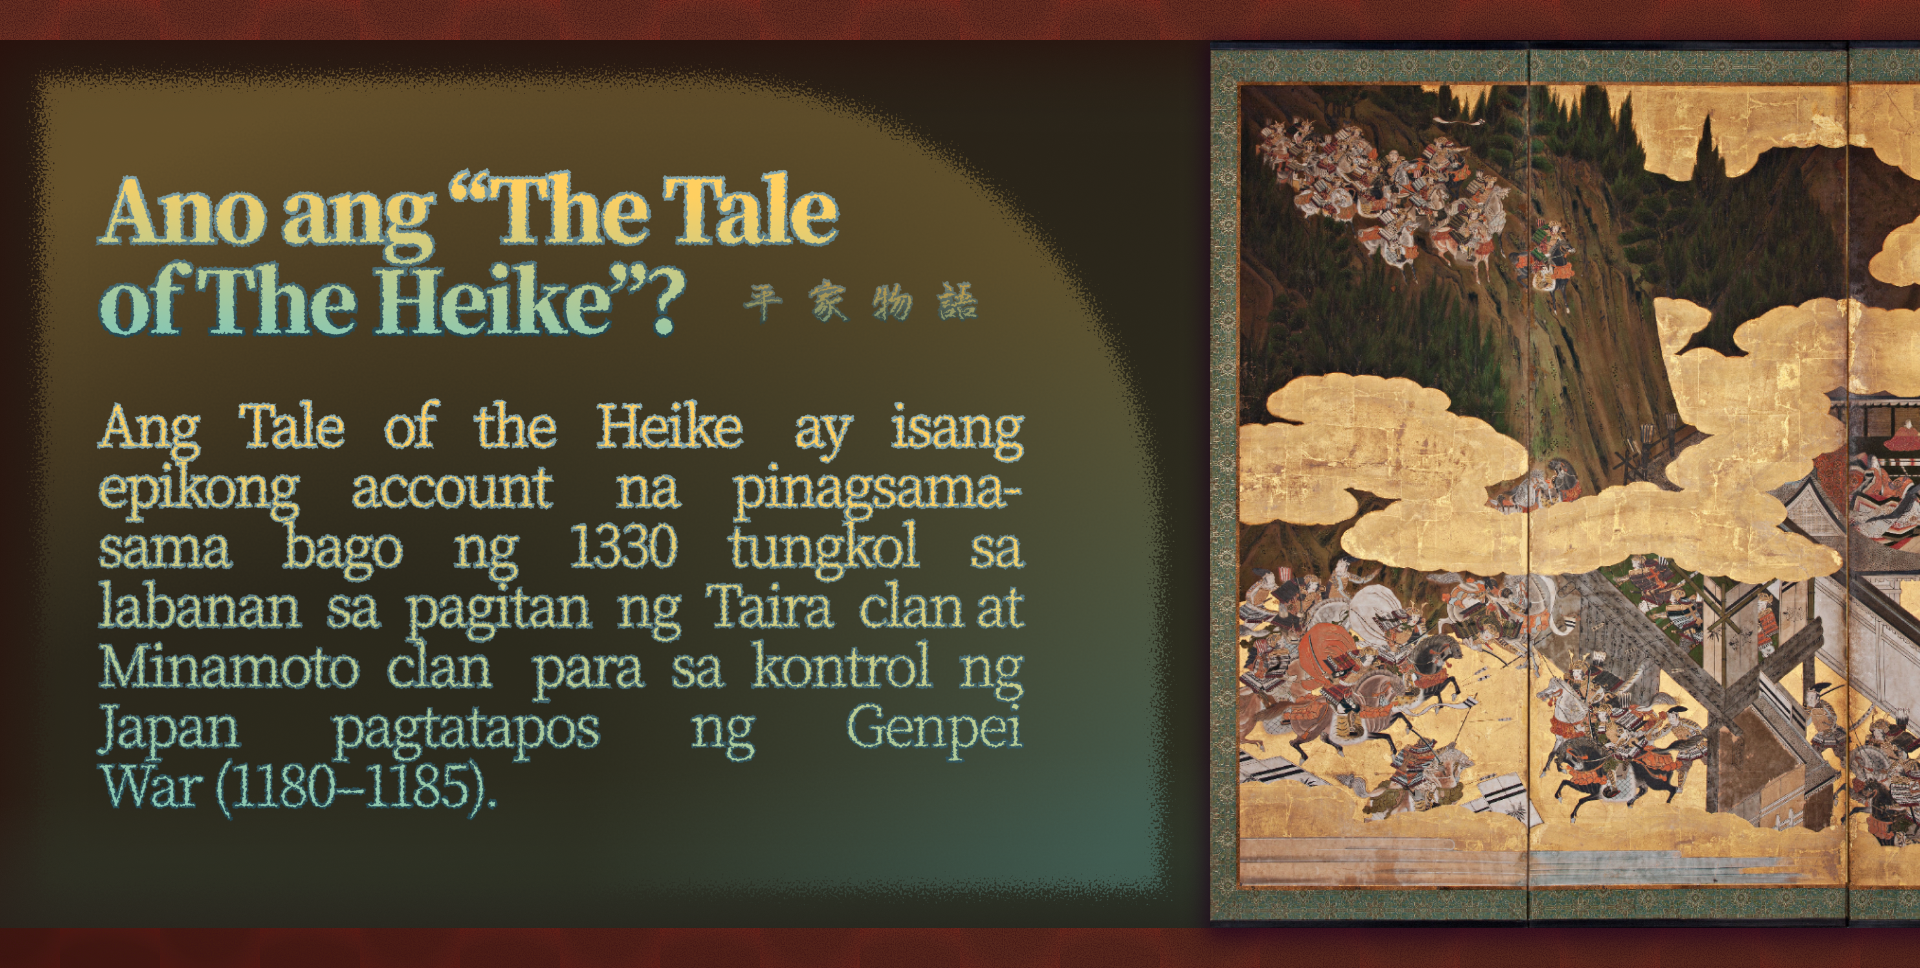 Ano ang “The Tale
of The Heike”? 平家物語
Ang Tale of the Heike ay isang
epikong account na pinagsama-
sama bago ng 1330 tungkol sa
labanan sa pagitan ng Taira clan at
Minamoto clan para sa kontrol ng
Japan pagtatapos ng Genpei
War (1180–1185).